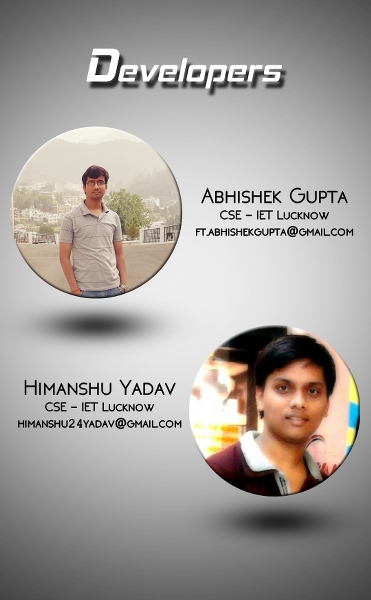 Developers
Abhishek Gupta
CSE - IET Lucknow
ft.abhishekgupta@gmail.com
Himanshu Yadav
CSE - IET Lucknow
himanshu24yadav@gmail.com